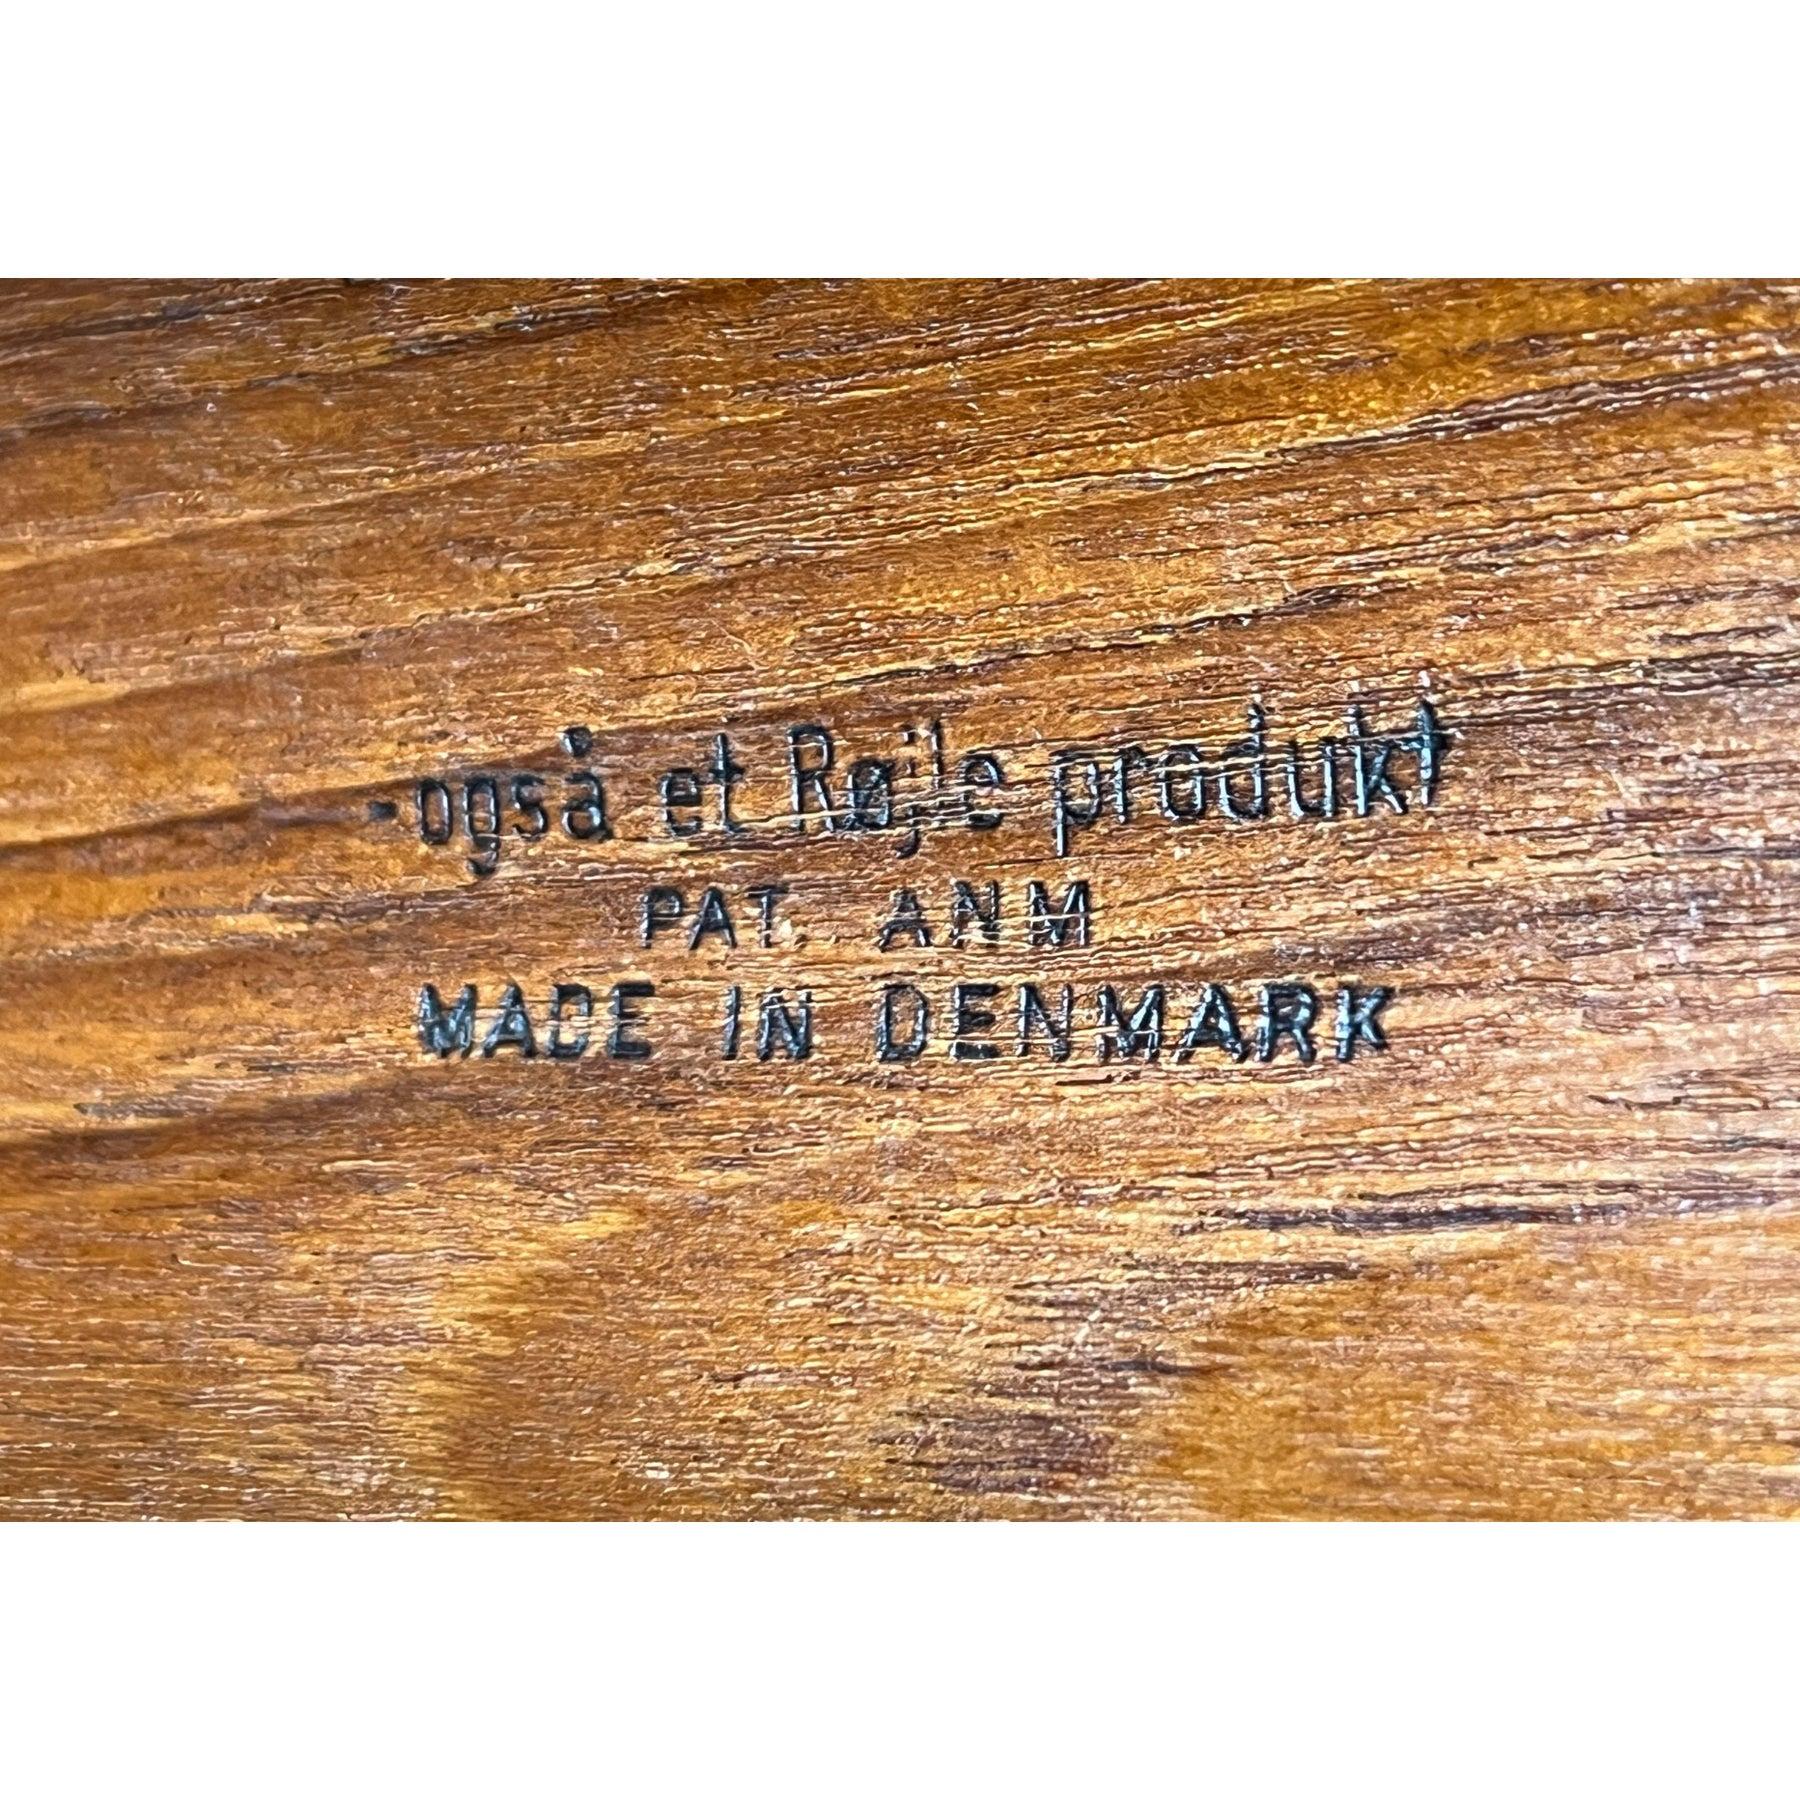 -også et Røjle produkt
PAT. ANM
MADE IN DENMARK